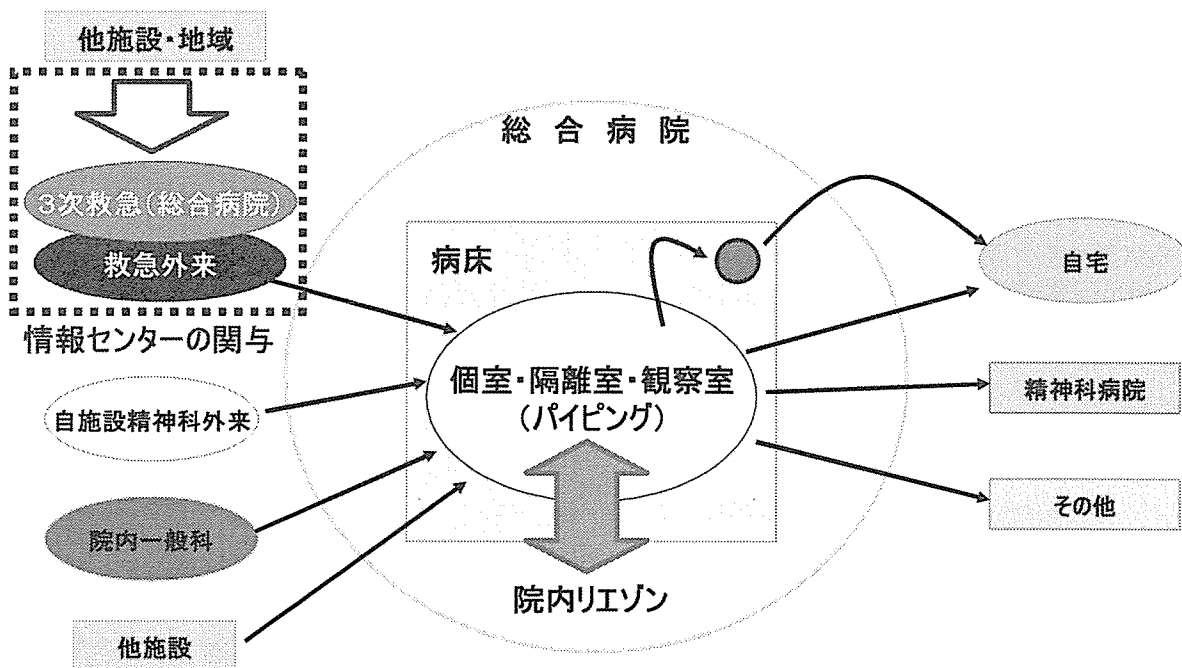 他施設・地域
総合病院
3次救急(総合病院)
救急外来
病床
自宅
情報センターの関与
個室・隔離室・観察室
(パイピング)
精神科病院
自施設精神科外来
その他
院内一般科
院内リエゾン
他施設